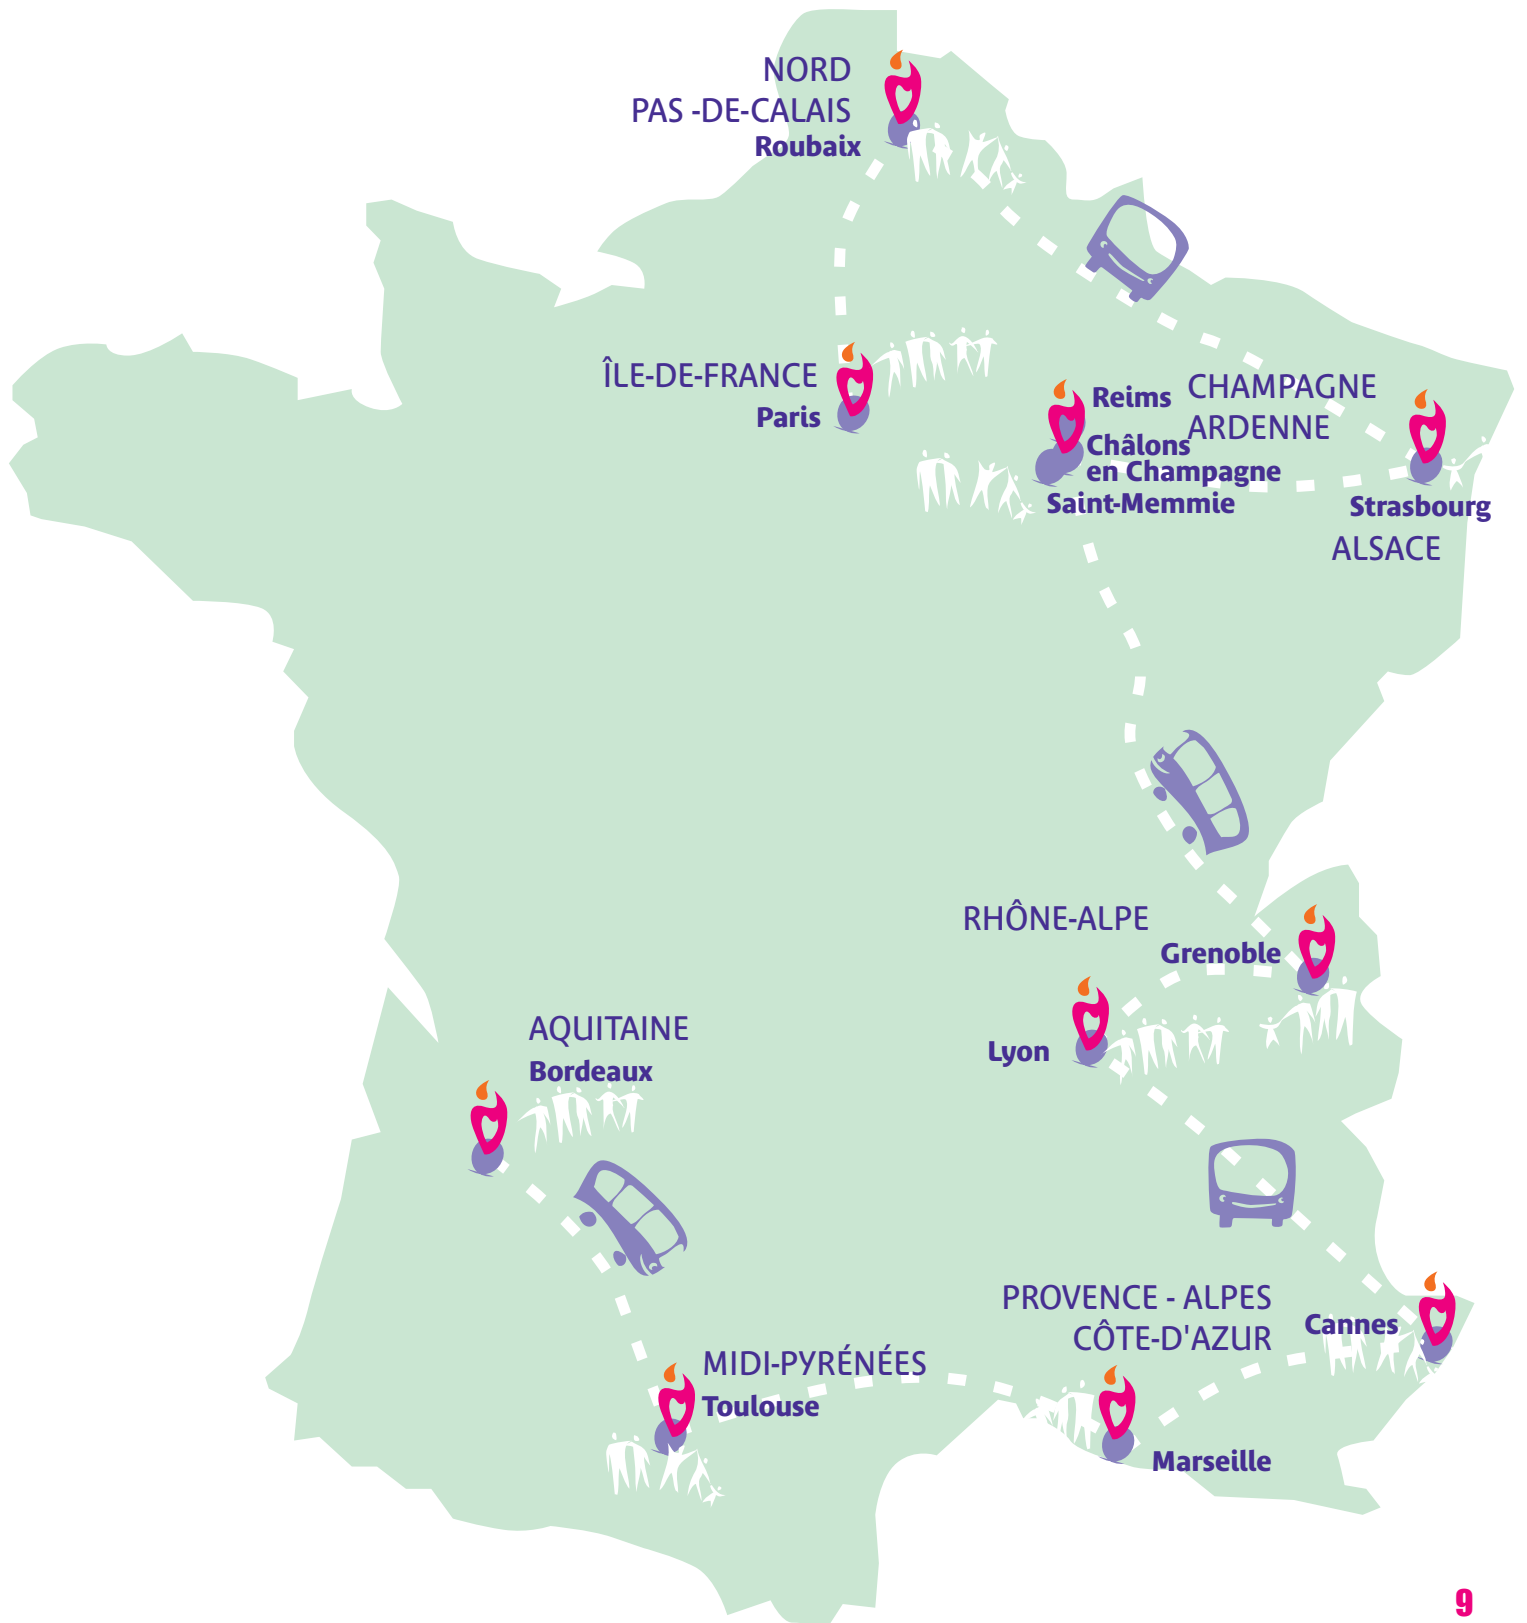 NORD
PAS -DE-CALAIS
Roubaix
ÎLE-DE-FRANCE
Paris
Reims
CHAMPAGNE
ARDENNE
Châlons
en Champagne
Saint-Memmie
Strasbourg
ALSACE
RHÔNE-ALPE
Grenoble
Lyon
AQUITAINE
Bordeaux
PROVENCE - ALPES
CÔTE-D'AZUR
Cannes
MIDI-PYRÉNÉES
Toulouse
Marseille
9